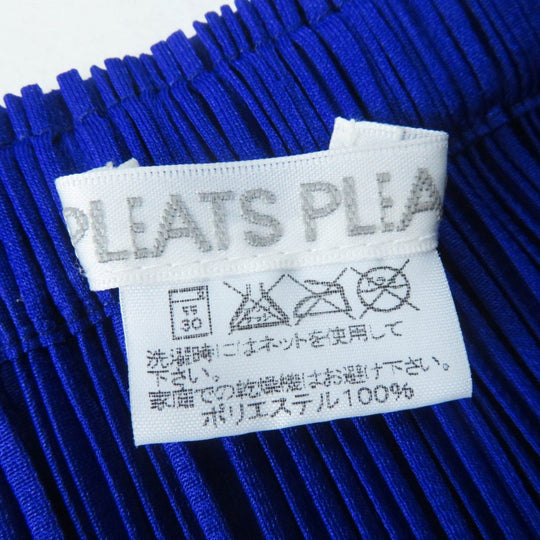 PLEATS PLEA
30
洗濯時にはネットを使用して
下さい。
家庭での乾燥機はお避け下さい。
ポリエステル100%